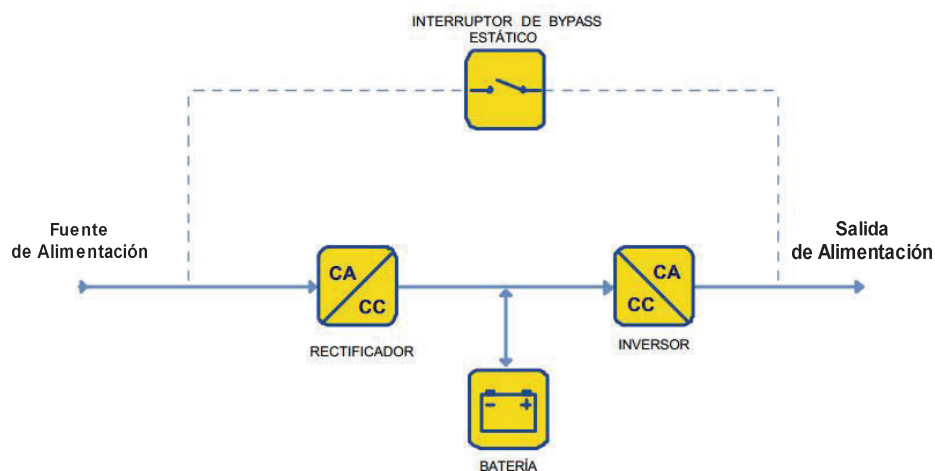 INTERRUPTOR DE BYPASS
ESTÁTICO
Fuente
de Alimentación
Salida
de Alimentación
CA
CC
RECTIFICADOR
CA
CC
INVERSOR
- +
BATERÍA